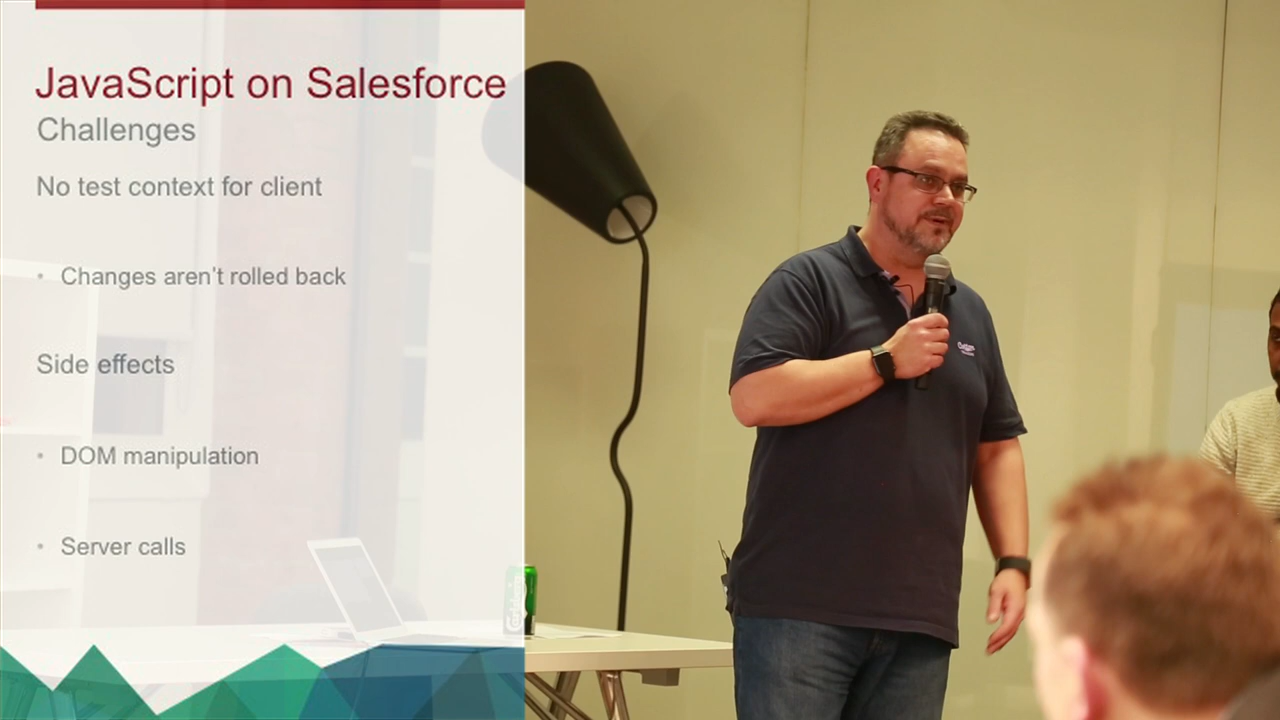 JavaScript on Salesforce
Challenges
No test context for client
• Changes aren't rolled back
Side effects
• DOM manipulation
• Server calls
Carlsberg